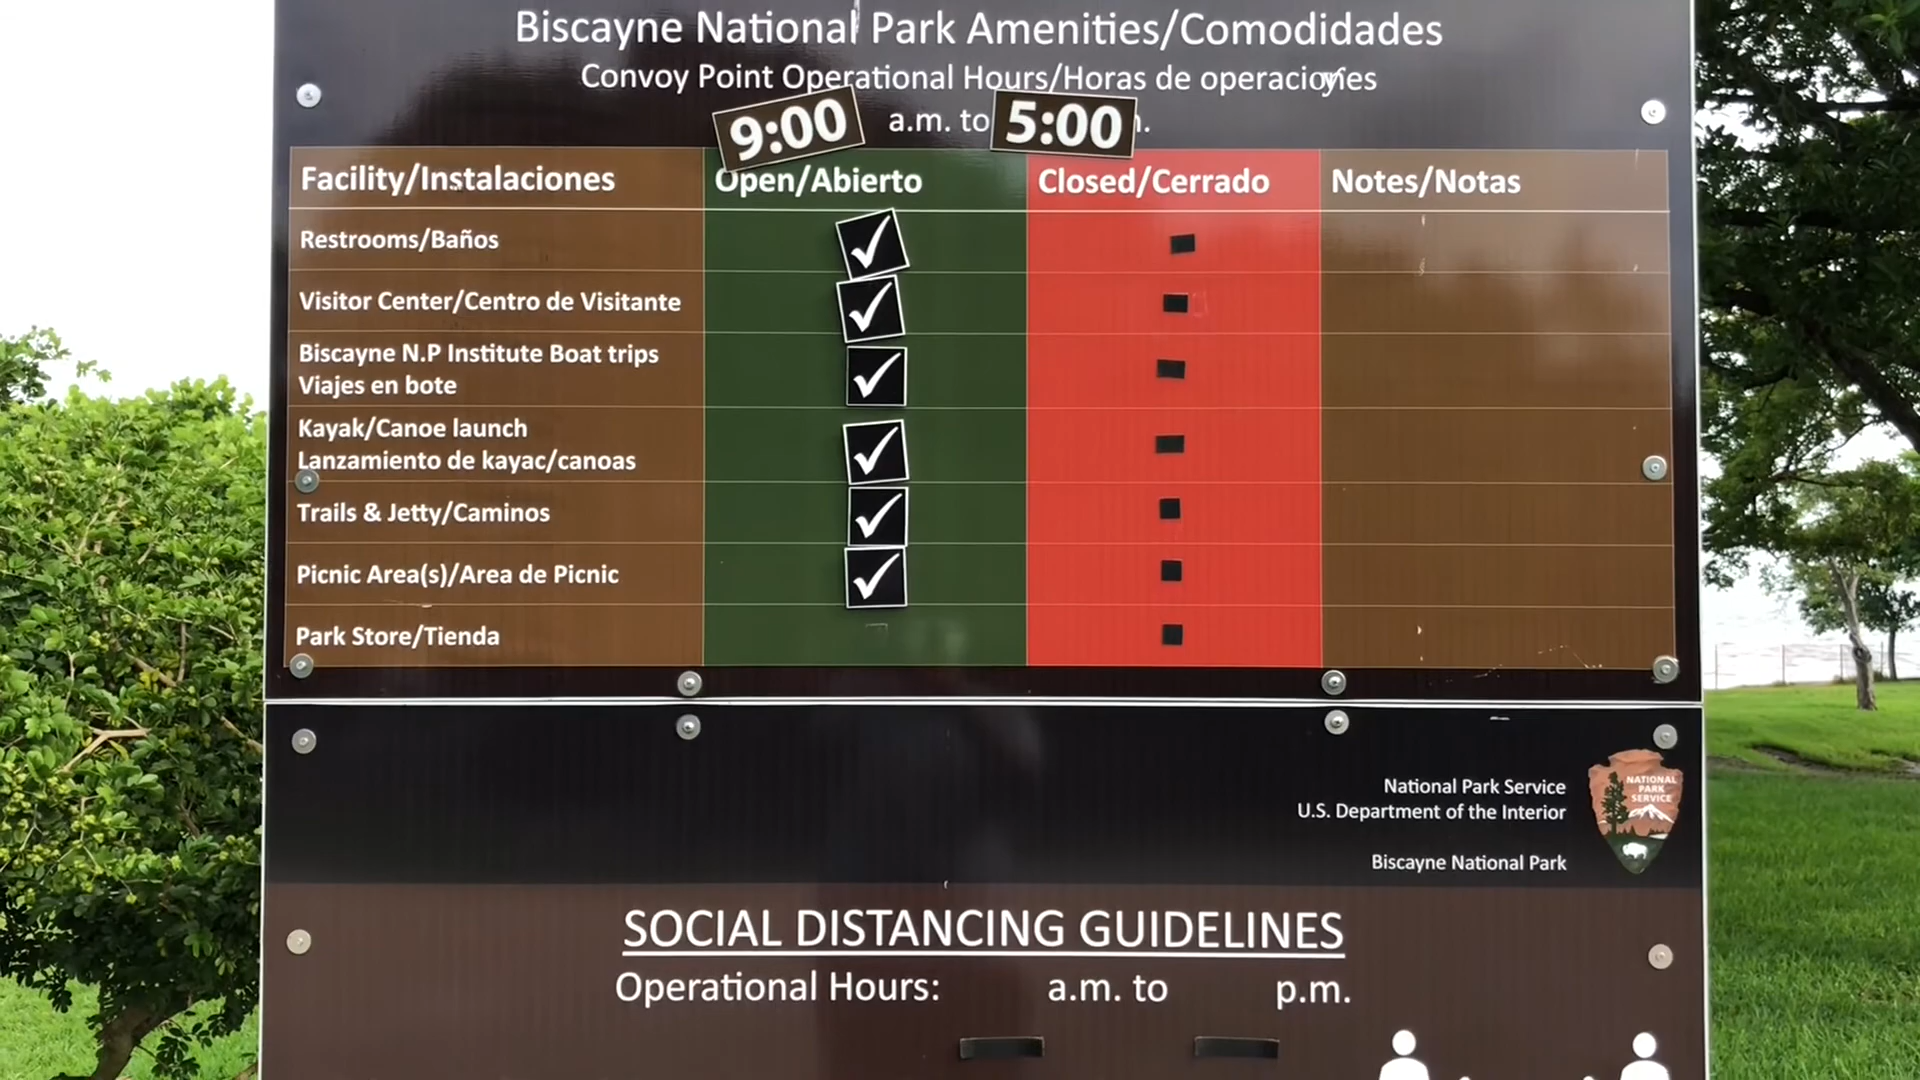 Biscayne National Park Amenities/Comodidades
Convoy Point Operational Hours/Horas de operaciones
9:00 a.m. to 5:00
Facility/Instalaciones Open/Abierto Closed/Cerrado Notes/Notas
Restrooms/Baños
Visitor Center/Centro de Visitante
Biscayne N.P Institute Boat trips
Viajes en bote
Kayak/Canoe launch
Lanzamiento de kayac/canoas
Trails & Jetty/Caminos
Picnic Area(s)/Area de Picnic
Park Store/Tienda
National Park Service
U.S. Department of the Interior
Biscayne National Park
NATIONAL
PARK
SERVICE
SOCIAL DISTANCING GUIDELINES
Operational Hours: a.m. to p.m.